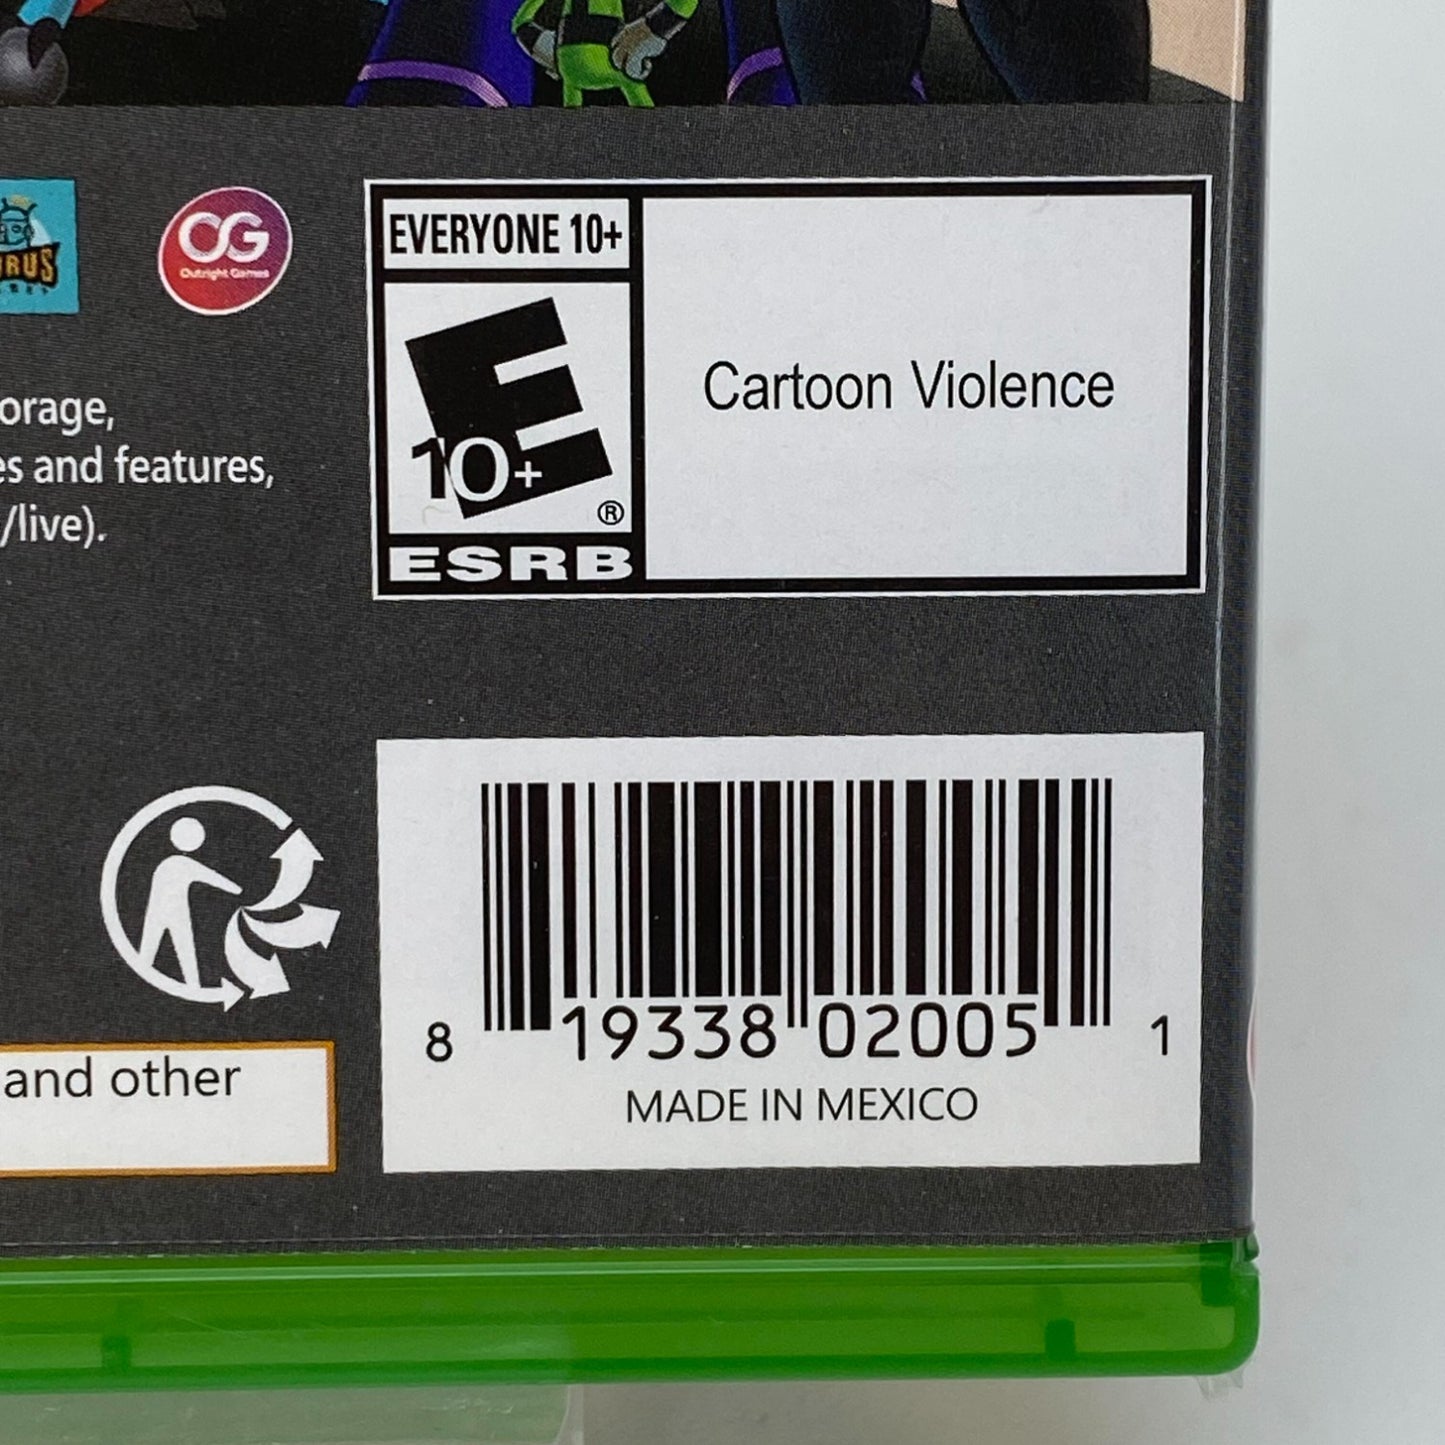 EVERYONE 10+
OG
Outright Games
E
10+
®
ESRB
Cartoon Violence
orage,
es and features,
/live).
8 19338 02005 1
MADE IN MEXICO
and other